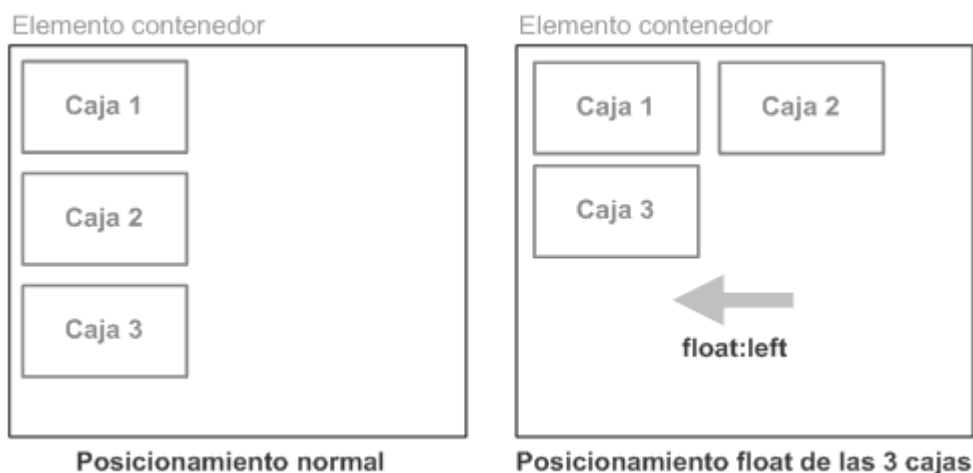 Elemento contenedor
Caja 1
Caja 2
Caja 3
Posicionamiento normal
Elemento contenedor
Caja 1
Caja 2
Caja 3
float:left
Posicionamiento float de las 3 cajas